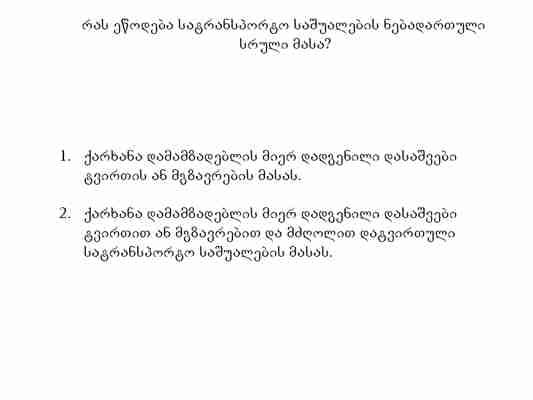 რას ეწოდება სატრანსპორტო საშუალების ნებადართული
სრული მასა?
1. ქარხანა დამამზადებლის მიერ დადგენილი დასაშვები
ტვირთის ან მგზავრების მასას.
2. ქარხანა დამამზადებლის მიერ დადგენილი დასაშვები
ტვირთით ან მგზავრებით და მძღოლით დატვირთული
სატრანსპორტო საშუალების მასას.